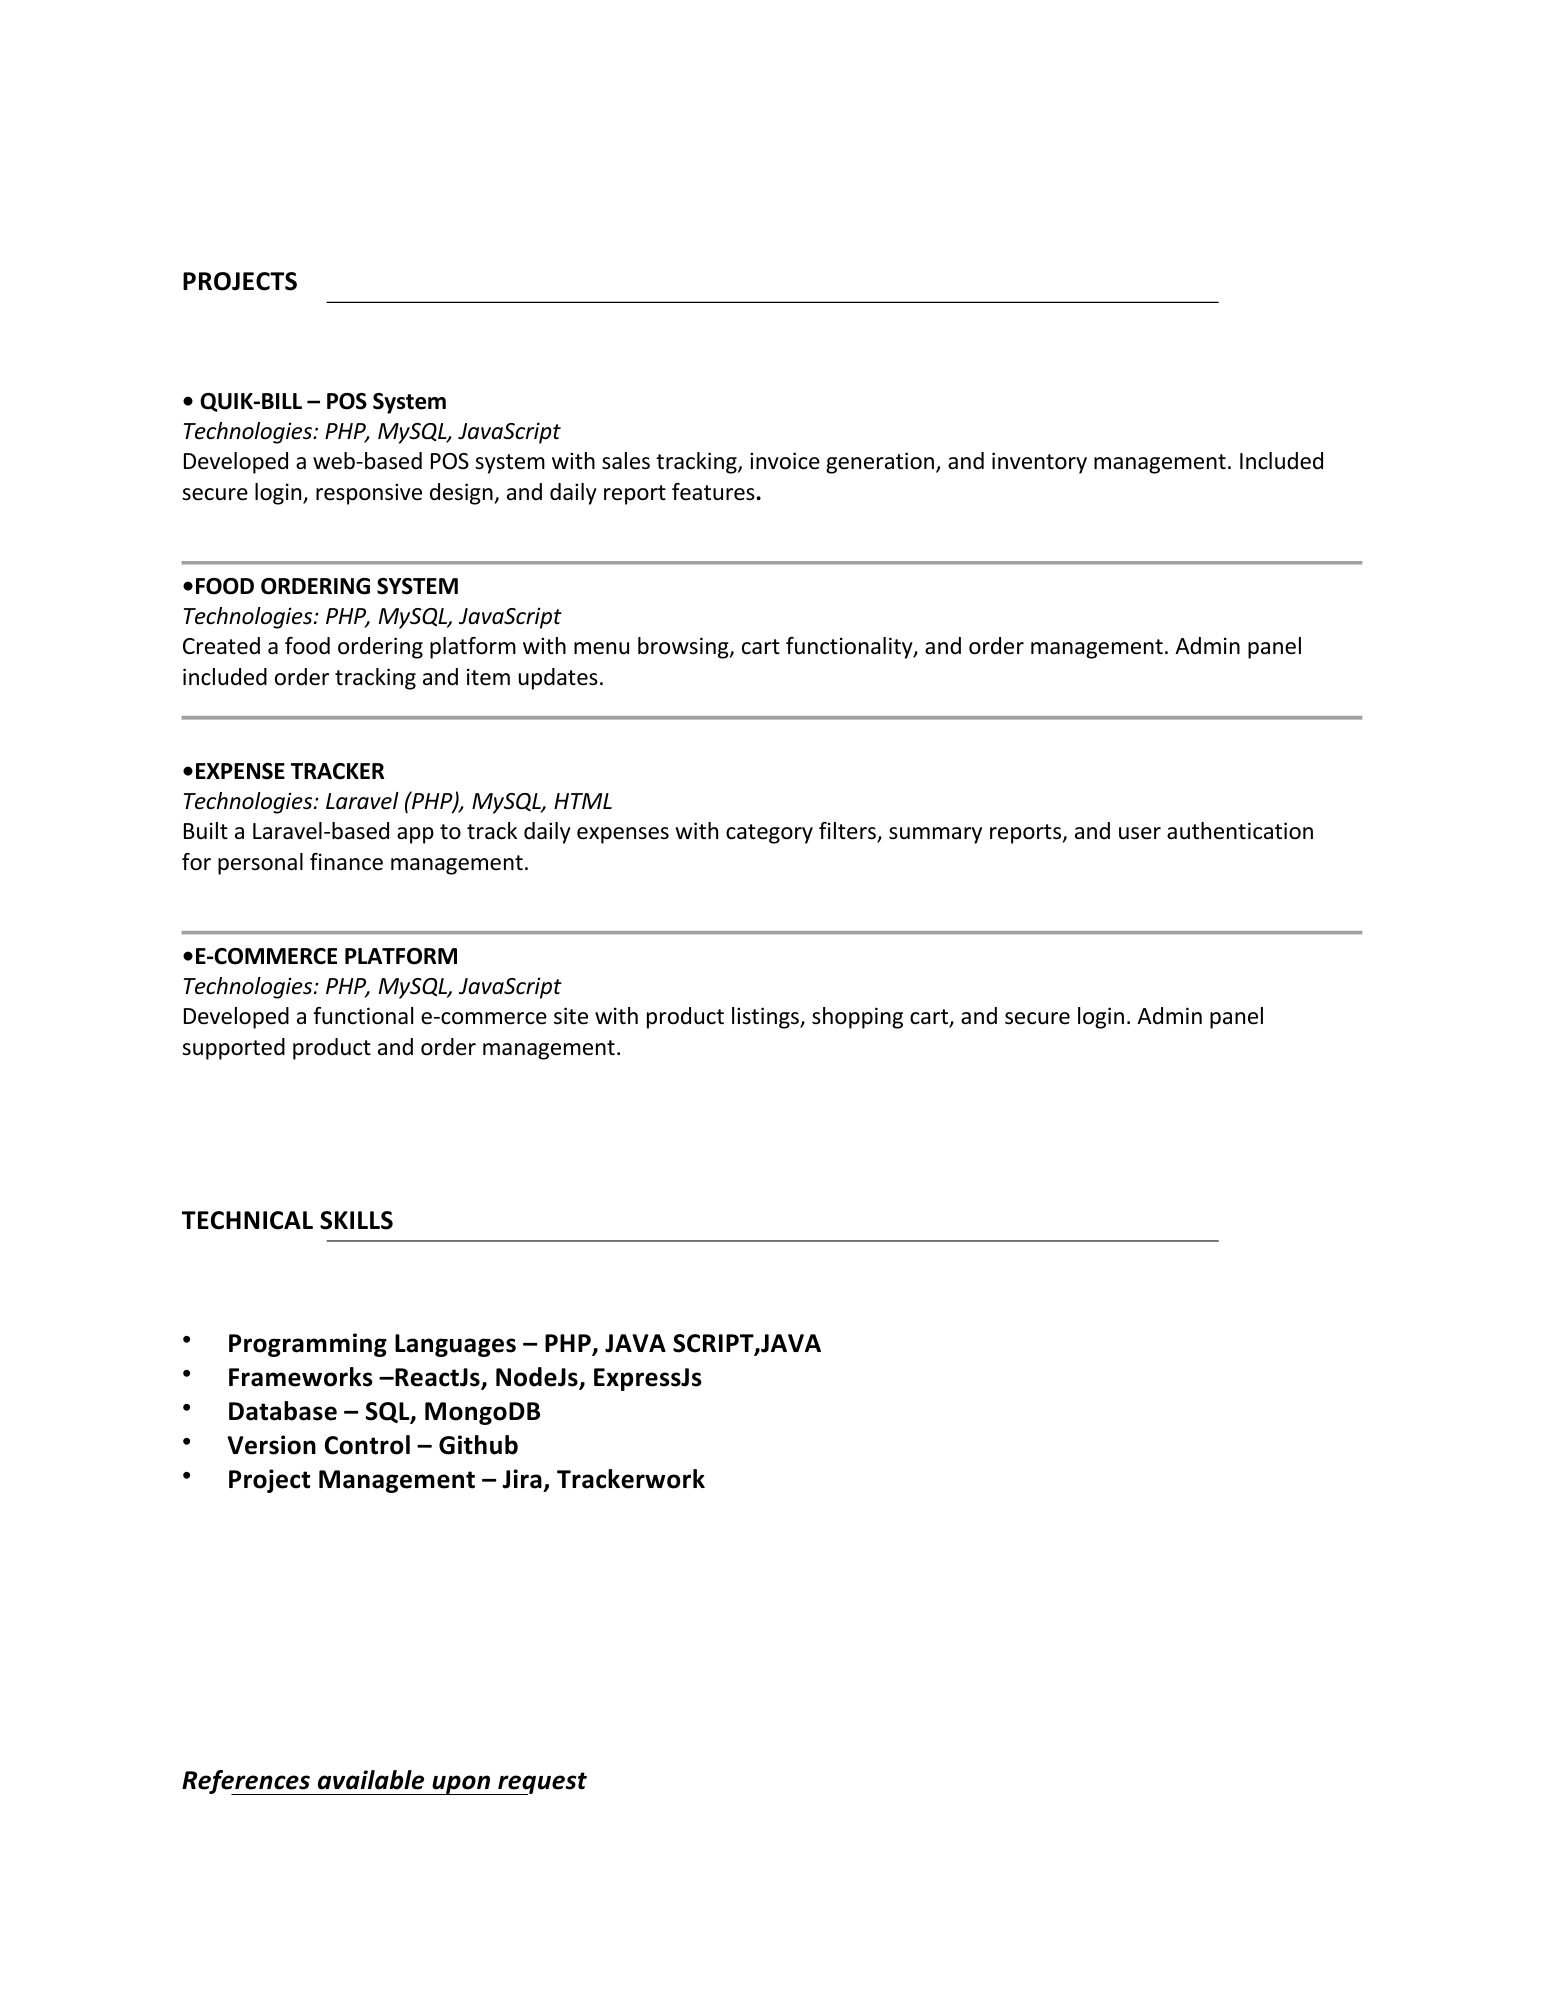 PROJECTS
• QUIK-BILL – POS System
Technologies: PHP, MySQL, JavaScript
Developed a web-based POS system with sales tracking, invoice generation, and inventory management. Included
secure login, responsive design, and daily report features.
•FOOD ORDERING SYSTEM
Technologies: PHP, MySQL, JavaScript
Created a food ordering platform with menu browsing, cart functionality, and order management. Admin panel
included order tracking and item updates.
•EXPENSE TRACKER
Technologies: Laravel (PHP), MySQL, HTML
Built a Laravel-based app to track daily expenses with category filters, summary reports, and user authentication
for personal finance management.
•E-COMMERCE PLATFORM
Technologies: PHP, MySQL, JavaScript
Developed a functional e-commerce site with product listings, shopping cart, and secure login. Admin panel
supported product and order management.
TECHNICAL SKILLS
• Programming Languages – PHP, JAVA SCRIPT,JAVA
• Frameworks –ReactJs, NodeJs, ExpressJs
• Database – SQL, MongoDB
• Version Control – Github
• Project Management – Jira, Trackerwork
References available upon request